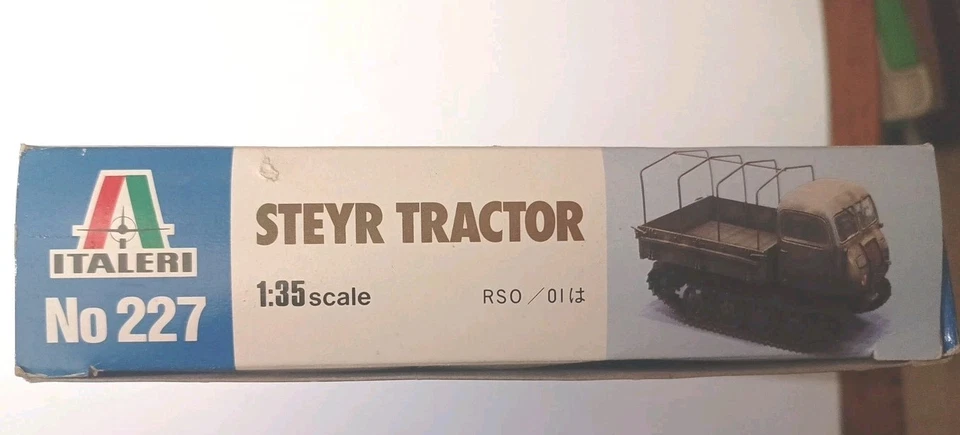 ITALERI
No 227
STEYR TRACTOR
1:35 scale
RSO/01は